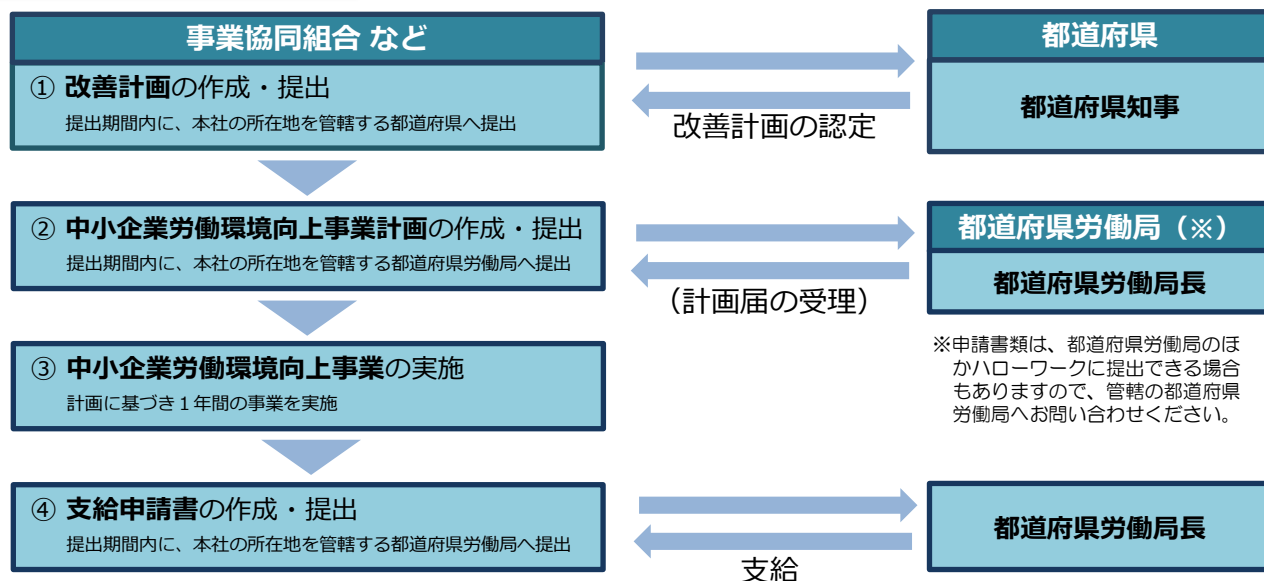 事業協同組合 など
① 改善計画の作成・提出
提出期間内に、本社の所在地を管轄する都道府県へ提出
改善計画の認定
都道府県
都道府県知事
② 中小企業労働環境向上事業計画の作成・提出
提出期間内に、本社の所在地を管轄する都道府県労働局へ提出
（計画届の受理）
都道府県労働局（※）
都道府県労働局長
※申請書類は、都道府県労働局のほ
かハローワークに提出できる場合
もありますので、管轄の都道府県
労働局へお問い合わせください。
③ 中小企業労働環境向上事業の実施
計画に基づき１年間の事業を実施
④ 支給申請書の作成・提出
提出期間内に、本社の所在地を管轄する都道府県労働局へ提出
支給
都道府県労働局長